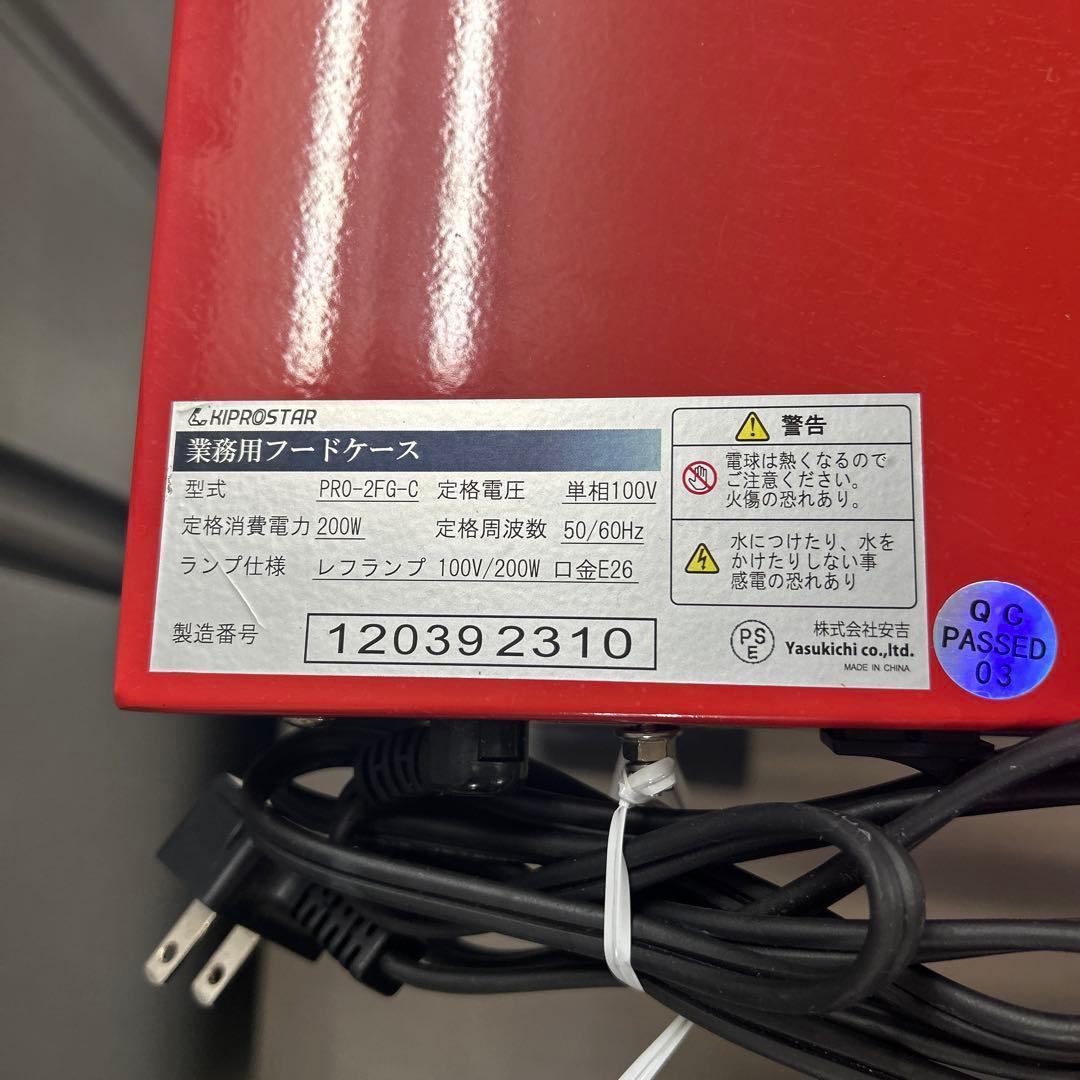 KIPROSTAR
業務用フードケース
型式 PRO-2FG-C 定格電圧 単相100V
定格消費電力 200W 定格周波数 50/60Hz
ランプ仕様 レフランプ 100V/200W 口金E26
製造番号 120392310
警告
電球は熱くなるので
ご注意ください。
火傷の恐れあり。
水につけたり、水を
かけたりしない事
感電の恐れあり
PS
E
株式会社安吉
Yasukichi co.,ltd.
MADE IN CHINA
QC
PASSED
03